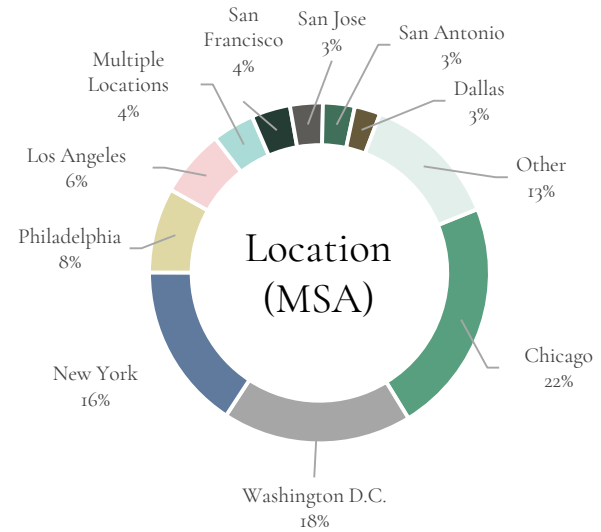 San
Francisco
4%
San Jose
3%
San Antonio
3%
Multiple
Locations
4%
Dallas
3%
Los Angeles
6%
Other
13%
Philadelphia
8%
Location
(MSA)
Chicago
22%
New York
16%
Washington D.C.
18%